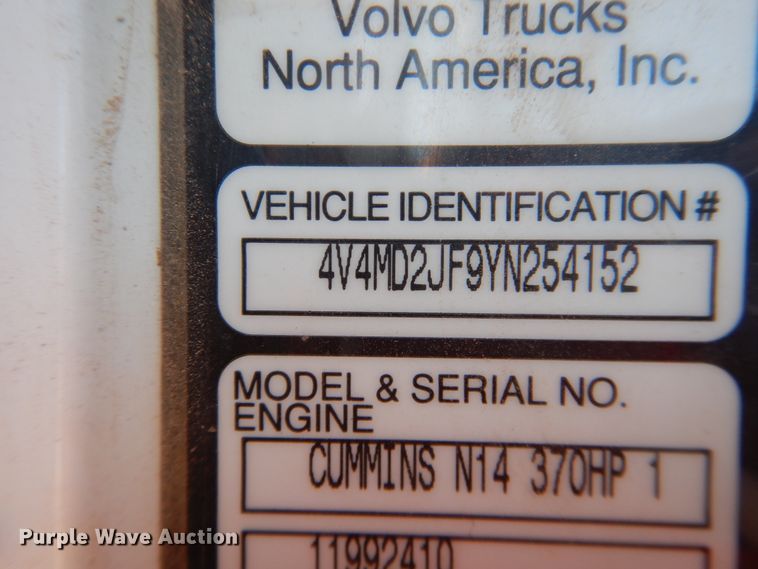 Volvo Trucks
North America, Inc.
VEHICLE IDENTIFICATION #
4V4MD2JF9YN254152
MODEL & SERIAL NO.
ENGINE
CUMMINS N14 370HP 1
11992410
Purple Wave Auction